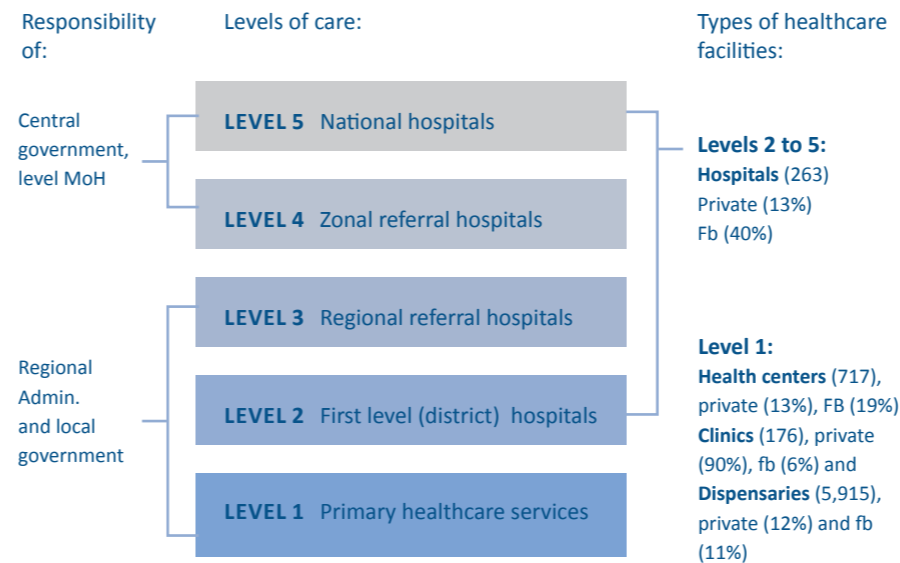 Responsibility
of:
Levels of care:
Types of healthcare
facilities:
Central
government,
level MoH
LEVEL 5 National hospitals
LEVEL 4 Zonal referral hospitals
Levels 2 to 5:
Hospitals (263)
Private (13%)
Fb (40%)
Regional
Admin.
and local
government
LEVEL 3 Regional referral hospitals
LEVEL 2 First level (district) hospitals
LEVEL 1 Primary healthcare services
Level 1:
Health centers (717),
private (13%), FB (19%)
Clinics (176), private
(90%), fb (6%) and
Dispensaries (5,915),
private (12%) and fb
(11%)